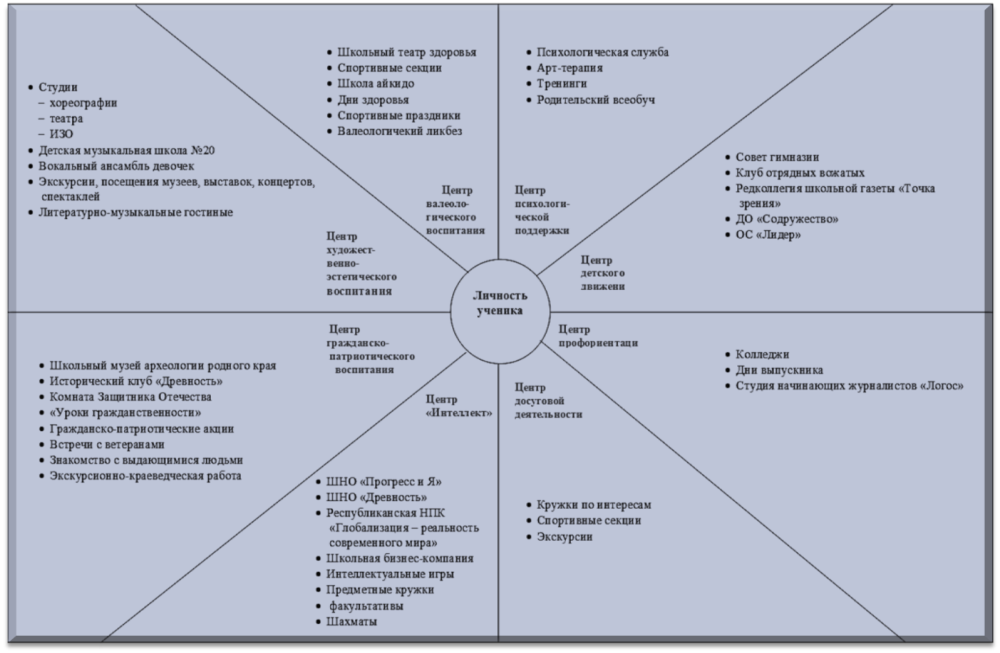 • Студии
– хореографии
– театра
– ИЗО
• Детская музыкальная школа №20
• Вокальный ансамбль девочек
• Экскурсии, посещения музеев, выставок, концертов,
спектаклей
• Литературно-музыкальные гостиные
Центр
художест-
венно-
эстетического
воспитания
• Школьный театр здоровья
• Спортивные секции
• Школа айкидо
• Дни здоровья
• Спортивные праздники
• Валеологичекий ликбез
Центр
валеоло-
гического
воспитания
• Психологическая служба
• Арт-терапия
• Тренинги
• Родительский всеобуч
Центр
психологи-
ческой
поддержки
• Совет гимназии
• Клуб отрядных вожатых
• Редколлегия школьной газеты «Точка
зрения»
• ДО «Содружество»
• ОС «Лидер»
Центр
детского
движени
Личность
ученика
Центр
гражданско-
патриотического
воспитания
• Школьный музей археологии родного края
• Исторический клуб «Древность»
• Комната Защитника Отечества
• «Уроки гражданственности»
• Гражданско-патриотические акции
• Встречи с ветеранами
• Знакомство с выдающимися людьми
• Экскурсионно-краеведческая работа
Центр
«Интеллект»
• ШНО «Прогресс и Я»
• ШНО «Древность»
• Республиканская НПК
«Глобализация – реальность
современного мира»
• Школьная бизнес-компания
• Интеллектуальные игры
• Предметные кружки
• факультативы
• Шахматы
Центр
досуговой
деятельности
• Кружки по интересам
• Спортивные секции
• Экскурсии
Центр
профориентаци
• Колледжи
• Дни выпускника
• Студия начинающих журналистов «Логос»